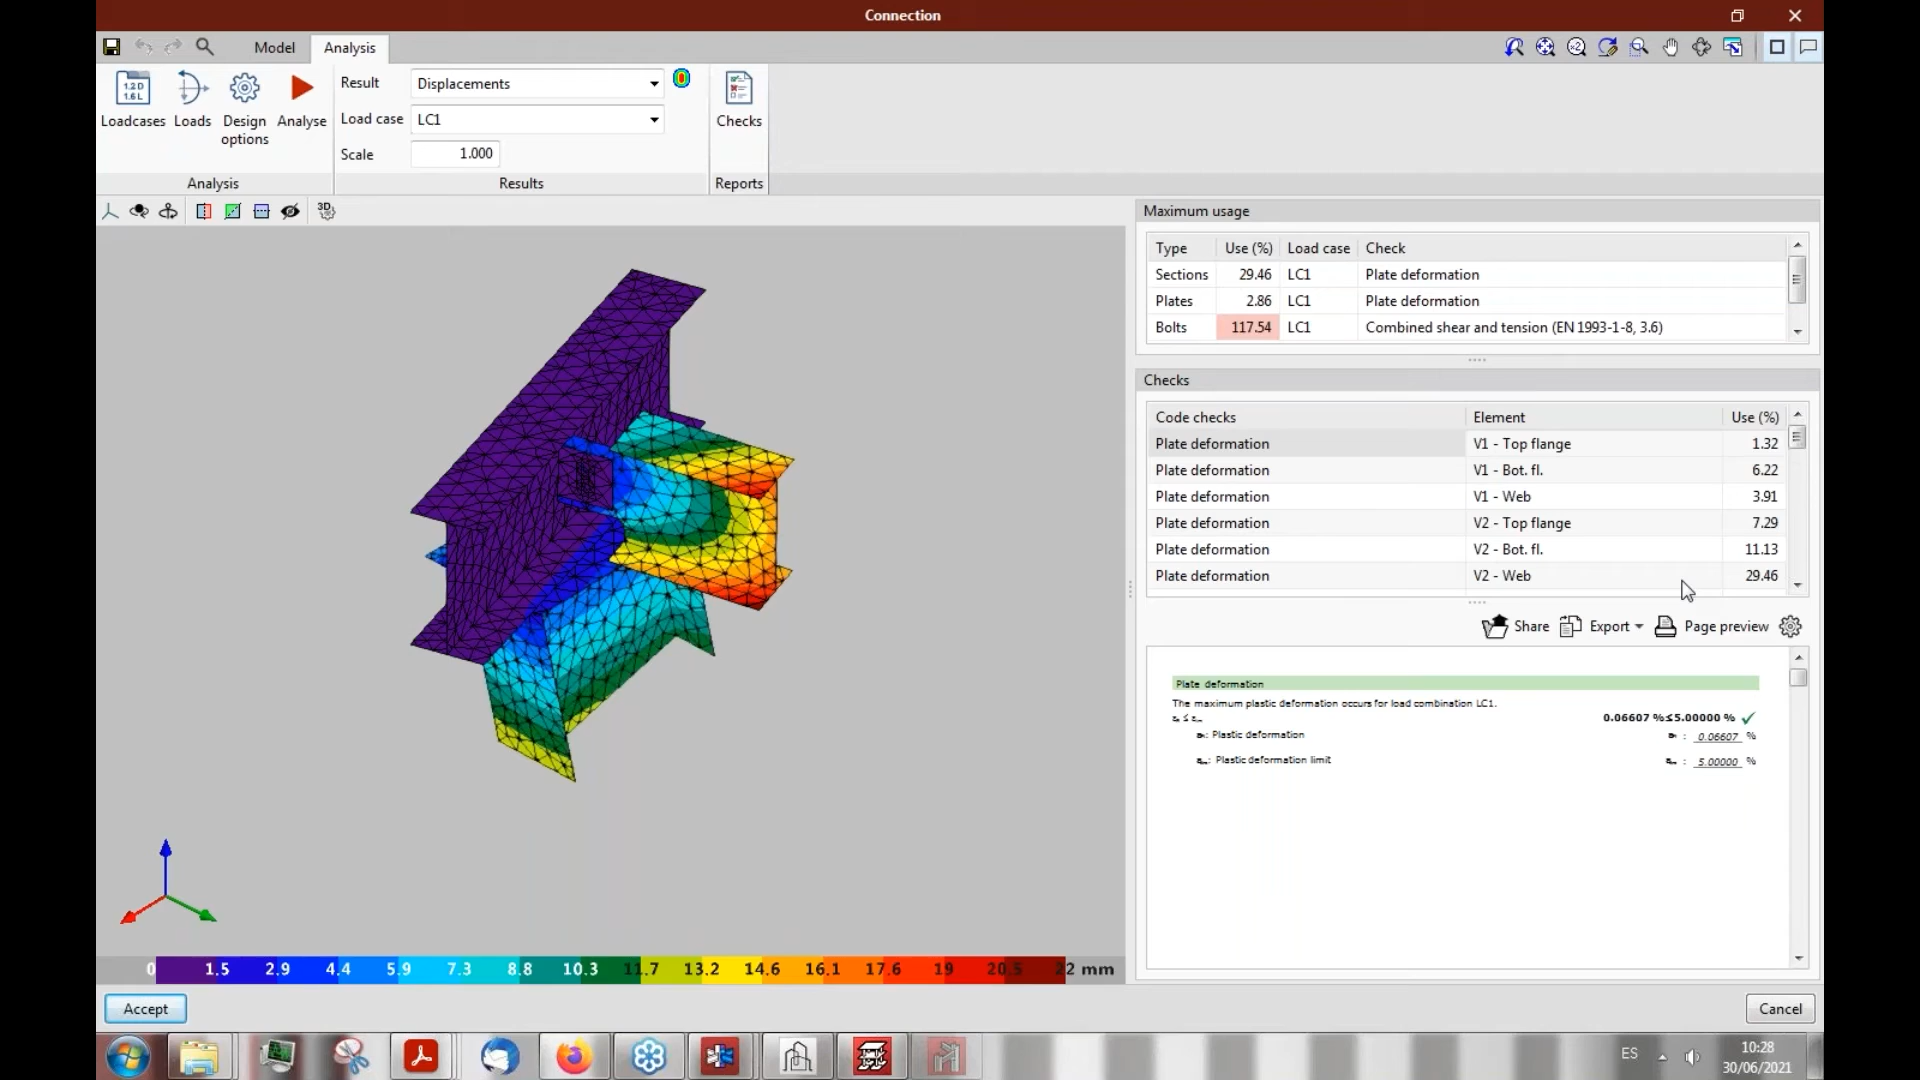 Connection
Model
Analysis
Loadcases
Loads
Design options
Analyse
Analysis
Result
Displacements
Load case
LC1
Scale
1.000
Results
Checks
Reports
Maximum usage
Type Use (%) Load case Check
Sections 29.46 LC1 Plate deformation
Plates 2.86 LC1 Plate deformation
Bolts 117.54 LC1 Combined shear and tension (EN 1993-1-8, 3.6)
Checks
Code checks Element Use (%)
Plate deformation V1 - Top flange 1.32
Plate deformation V1 - Bot. fl. 6.22
Plate deformation V1 - Web 3.91
Plate deformation V2 - Top flange 7.29
Plate deformation V2 - Bot. fl. 11.13
Plate deformation V2 - Web 29.46
Share Export Page preview
Plate deformation
The maximum plastic deformation occurs for load combination LC1.
0.06607 %≤5.00000 %
Plastic deformation : 0.06607 %
Plastic deformation limit : 5.00000 %
0 1.5 2.9 4.4 5.9 7.3 8.8 10.3 11.7 13.2 14.6 16.1 17.6 19 20.5 22 mm
Accept
Cancel
ES
10:28
30/06/2021